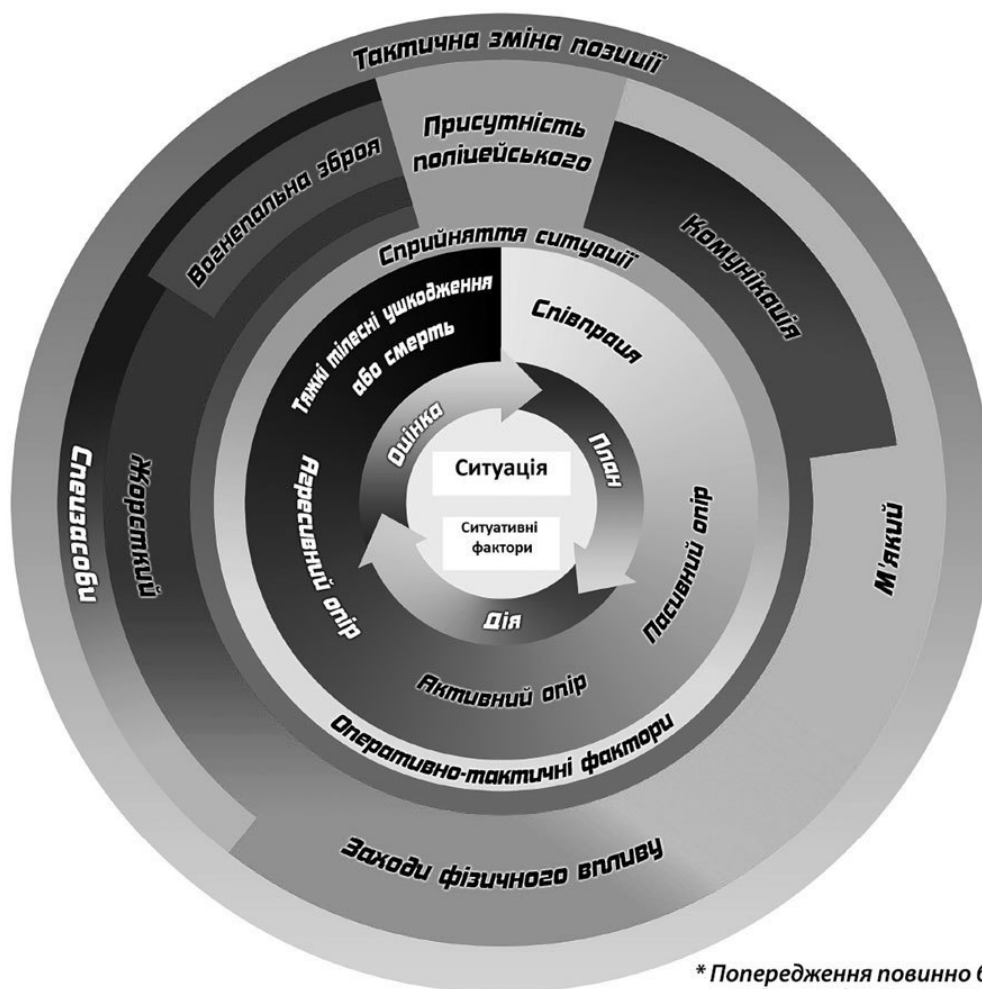 Тактична зміна позиції
Присутність
поліцейського
Вогнепальна зброя
Комунікація
Сприйняття ситуації
Тяжкі тілесні ушкодження
або смерть
Співпраця
Оцінка
План
Ситуація
Ситуативні
фактори
Спецзасоби
Жорсткий
Агресивний опір
Пасивний опір
М'який
Дія
Активний опір
Оперативно-тактичні фактори
Заходи фізичного впливу
* Попередження повинно